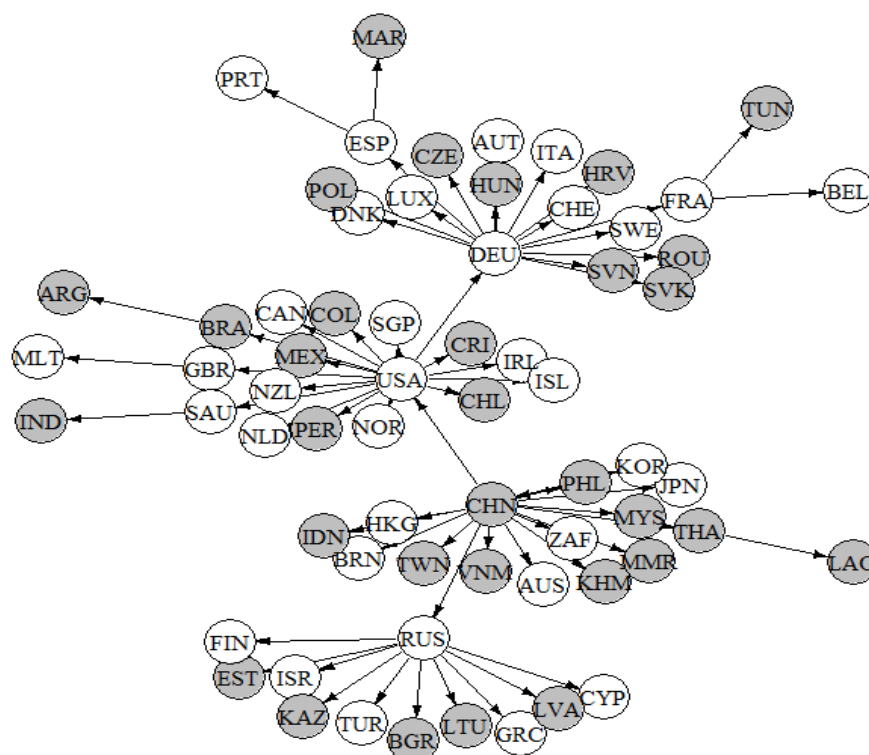 MAR
PRT
TUN
ESP
CZE
AUT
ITA
HRV
POL
DNK
LUX
HUN
CHE
FRA
BEL
SWE
DEU
SVN
ROU
SVK
ARG
CAN
COL
SGP
BRA
MEX
CRI
IRL
MLT
GBR
NZL
USA
ISL
IND
SAU
NLD
PER
NOR
CHL
CHN
PHL
KOR
JPN
IDN
HKG
BRN
TWN
VNM
AUS
ZAF
MYS
THA
KHM
MMR
LAO
RUS
FIN
EST
ISR
KAZ
TUR
BGR
LTU
GRC
LVA
CYP